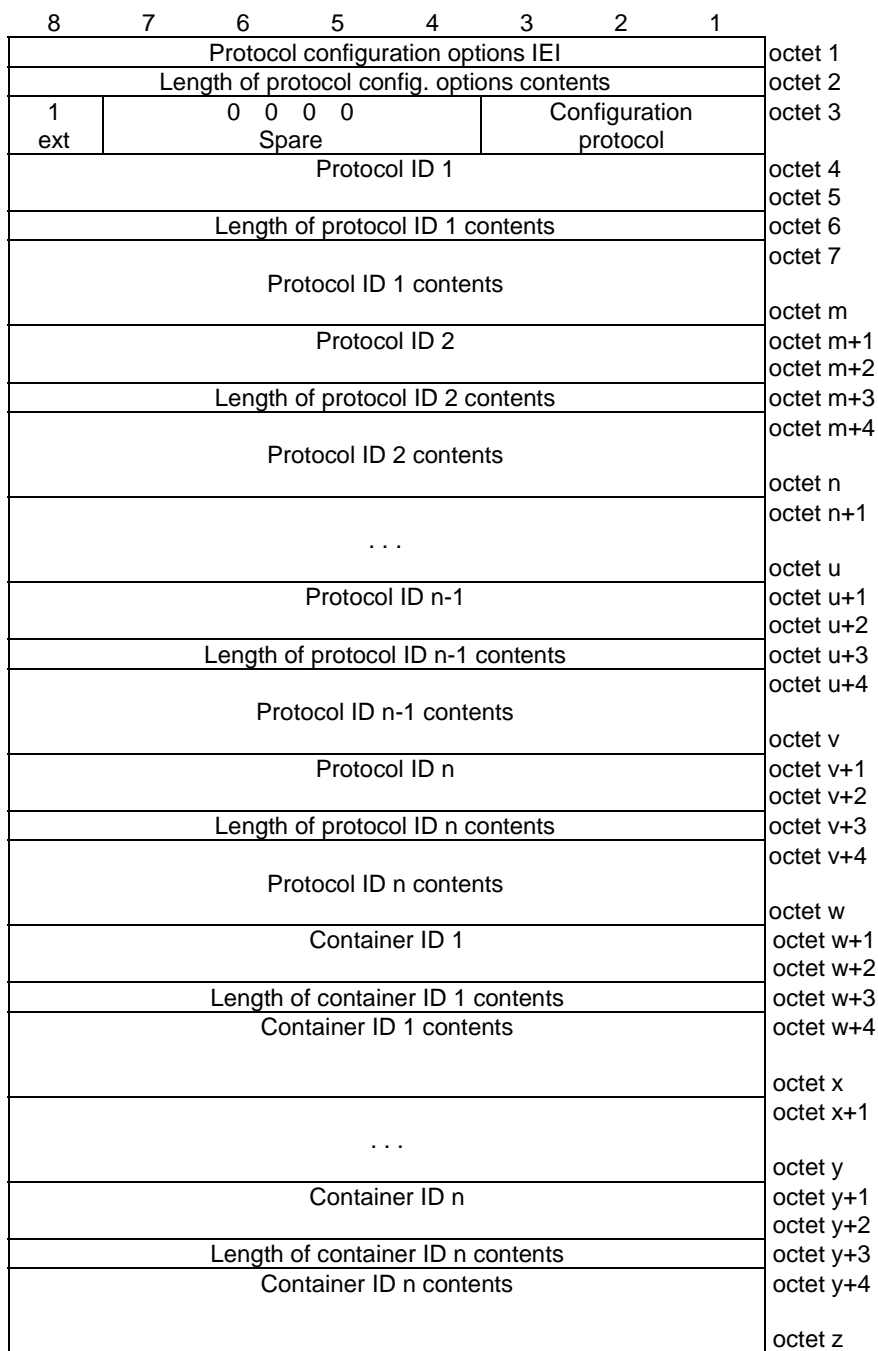 8 7 6 5 4 3 2 1
Protocol configuration options IEI octet 1
Length of protocol config. options contents octet 2
1 0 0 0 0 Configuration octet 3
ext Spare protocol
Protocol ID 1 octet 4
octet 5
Length of protocol ID 1 contents octet 6
octet 7
Protocol ID 1 contents
octet m
Protocol ID 2 octet m+1
octet m+2
Length of protocol ID 2 contents octet m+3
octet m+4
Protocol ID 2 contents
octet n
octet n+1
. . .
octet u
Protocol ID n-1 octet u+1
octet u+2
Length of protocol ID n-1 contents octet u+3
octet u+4
Protocol ID n-1 contents
octet v
Protocol ID n octet v+1
octet v+2
Length of protocol ID n contents octet v+3
octet v+4
Protocol ID n contents
octet w
Container ID 1 octet w+1
octet w+2
Length of container ID 1 contents octet w+3
Container ID 1 contents octet w+4
octet x
octet x+1
. . .
octet y
Container ID n octet y+1
octet y+2
Length of container ID n contents octet y+3
Container ID n contents octet y+4
octet z